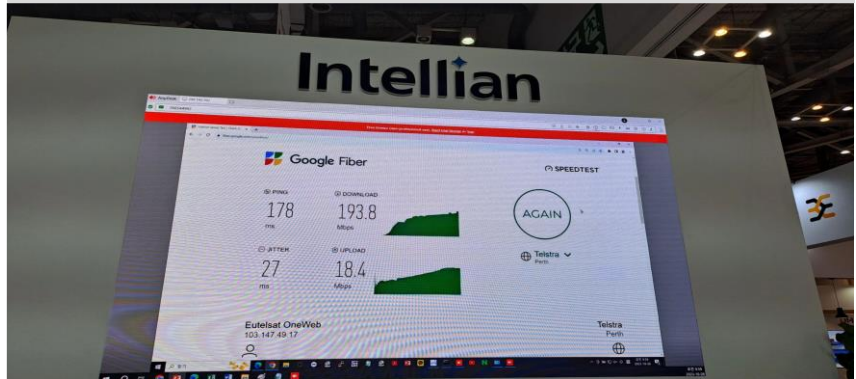 Intellian
AnyDesk
Google Fiber
SPEEDTEST
PING
DOWNLOAD
178
193.8
ms
Mbps
AGAIN
JITTER
UPLOAD
Telstra
Perth
27
18.4
ms
Mbps
Eutelsat OneWeb
103.147.49.17
Telstra
Perth